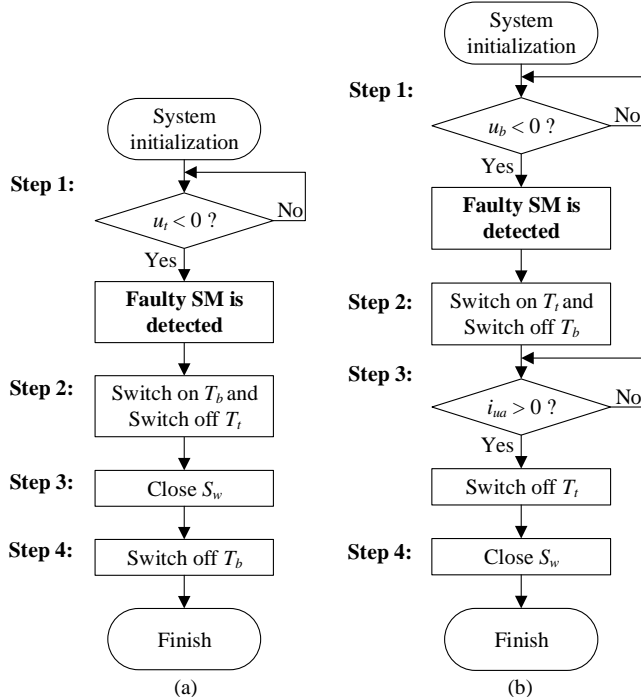 System
initialization
Step 1:
u_t < 0 ?
No
Yes
Faulty SM is
detected
Step 2:
Switch on T_b and
Switch off T_t
Step 3:
Close S_w
Step 4:
Switch off T_b
Finish
(a)
System
initialization
Step 1:
u_b < 0 ?
No
Yes
Faulty SM is
detected
Step 2:
Switch on T_t and
Switch off T_b
Step 3:
i_ua > 0 ?
No
Yes
Switch off T_t
Step 4:
Close S_w
Finish
(b)